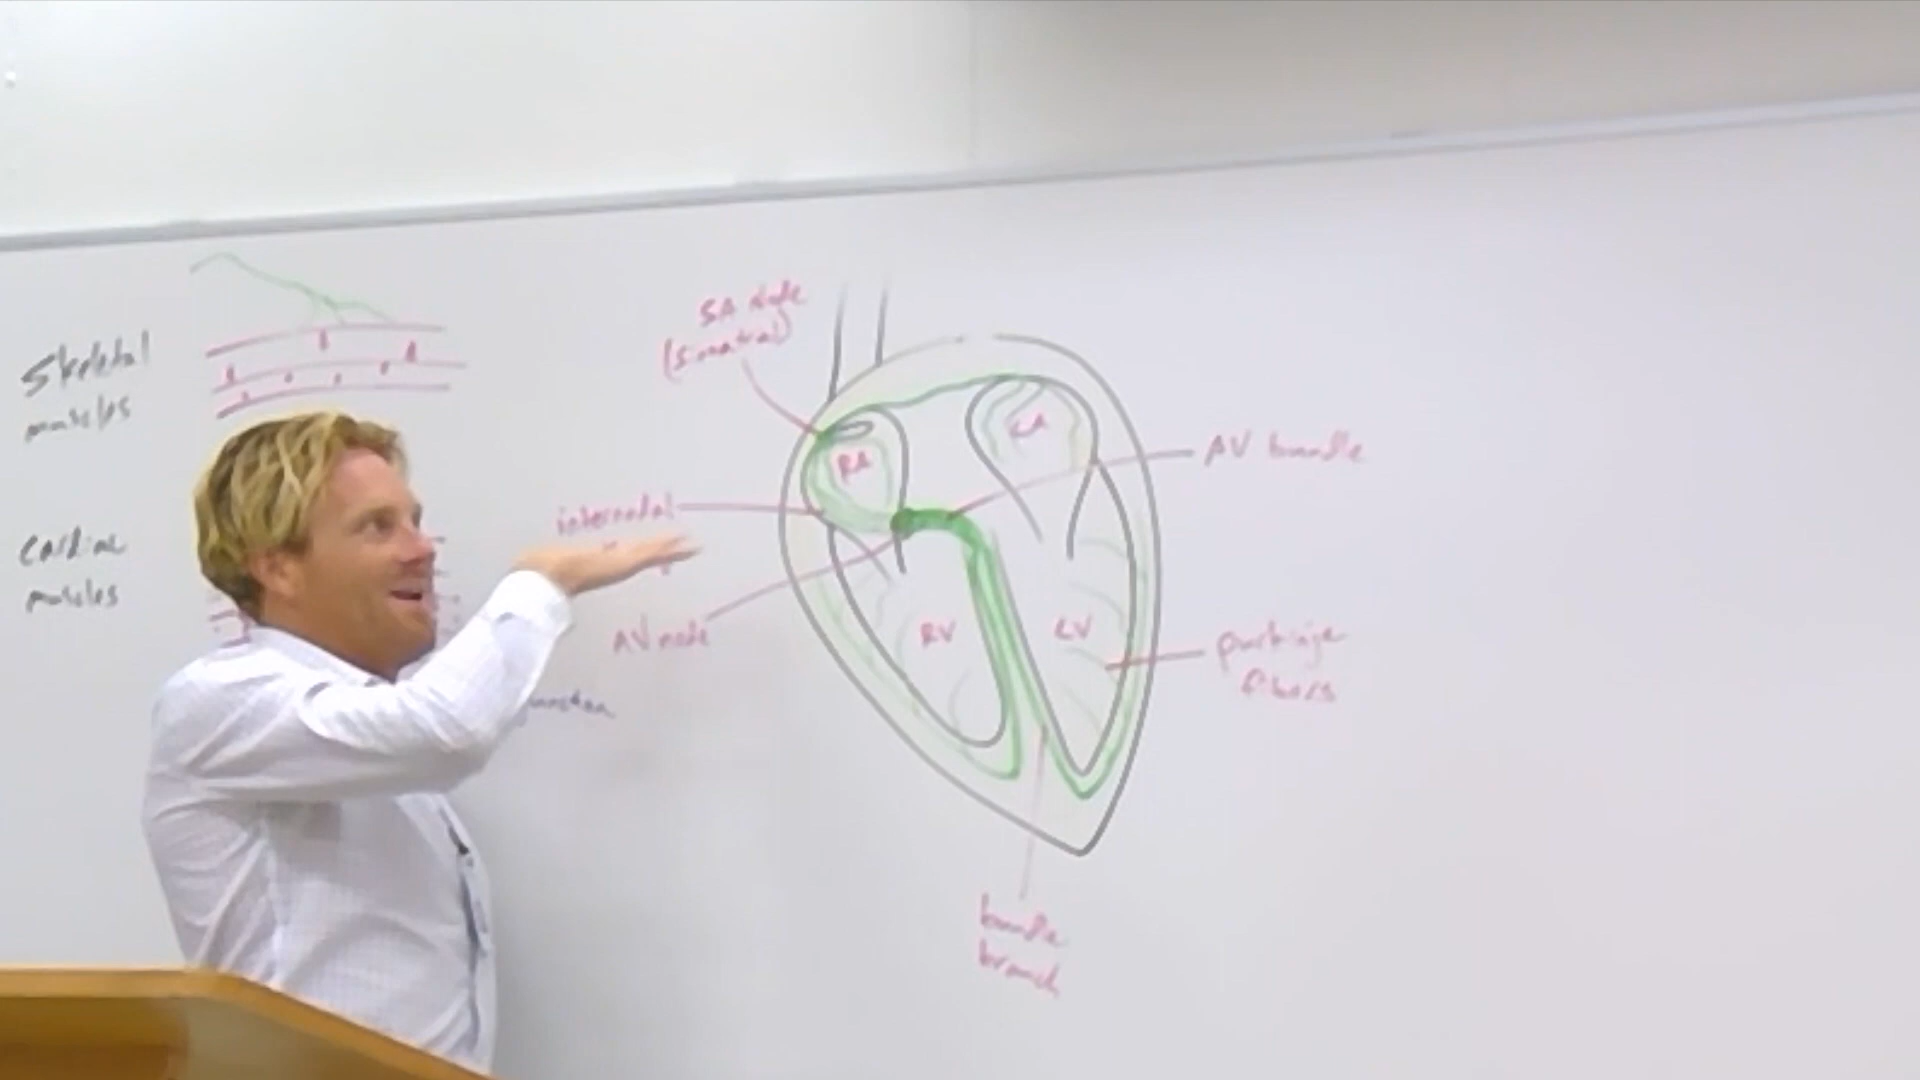 Skeletal
muscles
cardiac
muscles
SA node
RA
LA
AV bundle
internodal
AV node
RV
LV
purkinje
fibers
bundle
branch